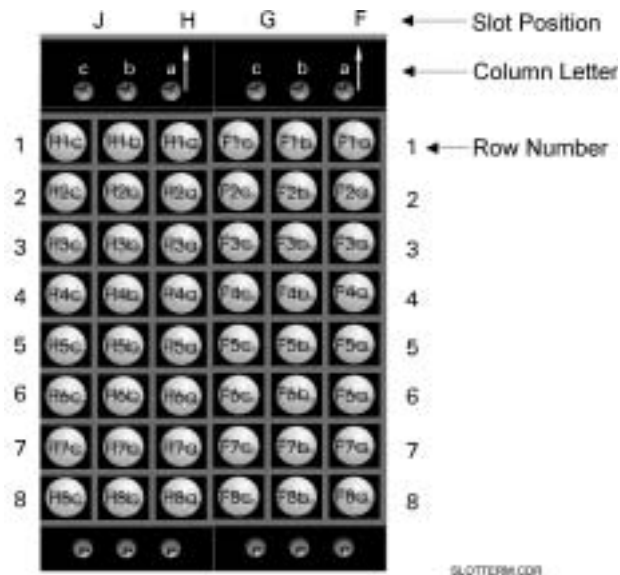 J H G F Slot Position
c b a c b a Column Letter
1 H1c H1b H1a F1c F1b F1a 1 Row Number
2 H2c H2b H2a F2c F2b F2a 2
3 H3c H3b H3a F3c F3b F3a 3
4 H4c H4b H4a F4c F4b F4a 4
5 H5c H5b H5a F5c F5b F5a 5
6 H6c H6b H6a F6c F6b F6a 6
7 H7c H7b H7a F7c F7b F7a 7
8 H8c H8b H8a F8c F8b F8a 8
SLOTTERM.CDR